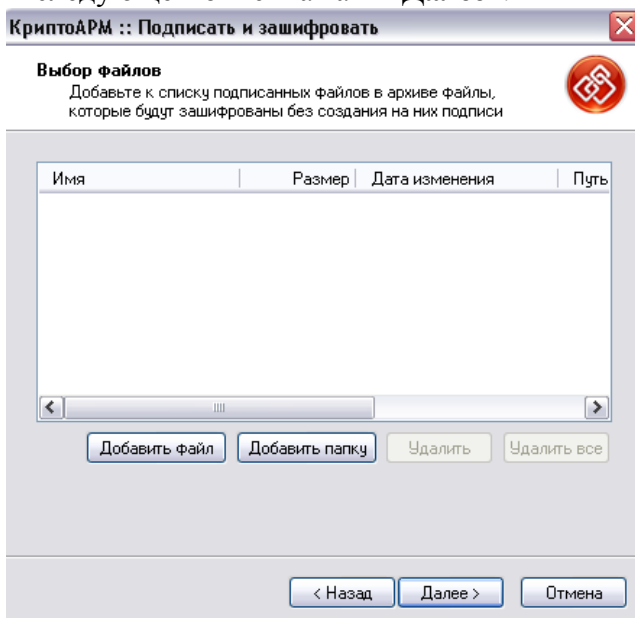 КриптоАРМ :: Подписать и зашифровать
Выбор файлов
Добавьте к списку подписанных файлов в архиве файлы,
которые будут зашифрованы без создания на них подписи
Имя Размер Дата изменения Путь
Добавить файл Добавить папку Удалить Удалить все
< Назад Далее > Отмена